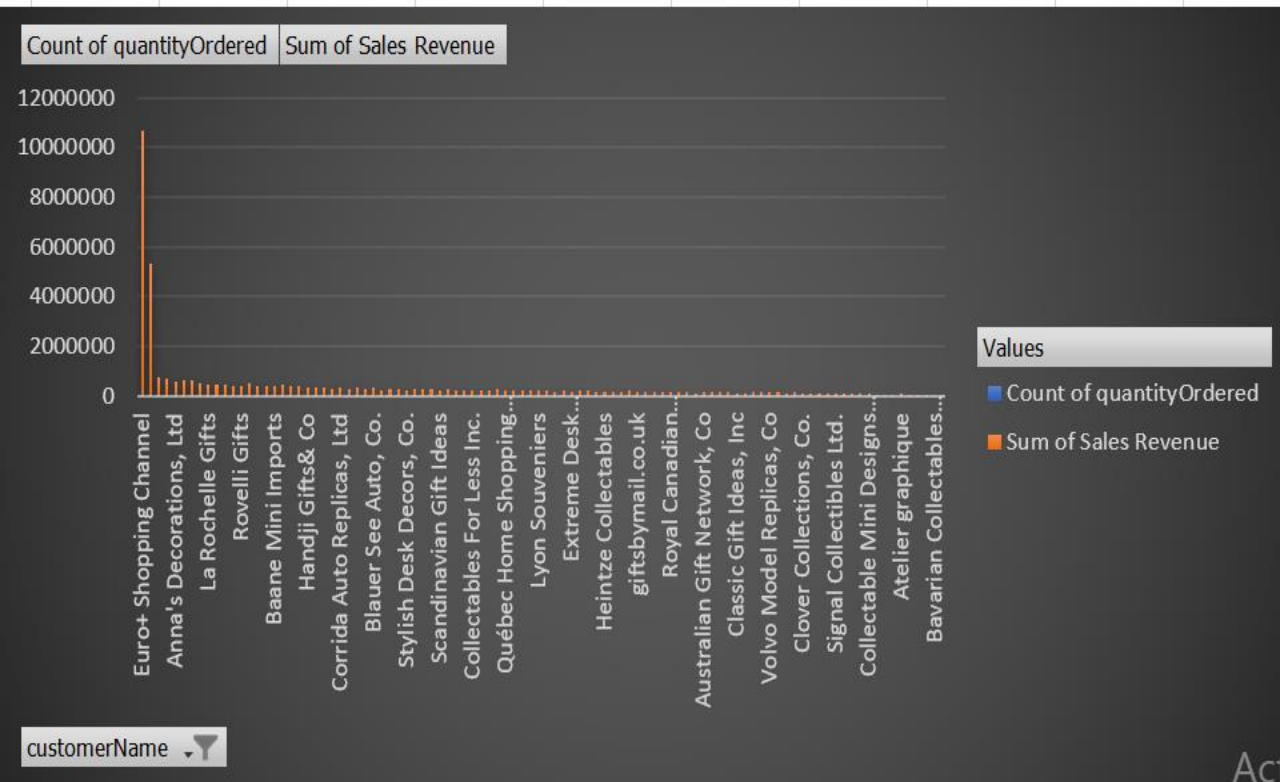 Count of quantityOrdered Sum of Sales Revenue
12000000
10000000
8000000
6000000
4000000
2000000
0
Euro+ Shopping Channel
Anna's Decorations, Ltd
La Rochelle Gifts
Rovelli Gifts
Baane Mini Imports
Handji Gifts& Co
Corrida Auto Replicas, Ltd
Blauer See Auto, Co.
Stylish Desk Decors, Co.
Scandinavian Gift Ideas
Collectables For Less Inc.
Québec Home Shopping...
Lyon Souveniers
Extreme Desk...
Heintze Collectables
giftsbymail.co.uk
Royal Canadian...
Australian Gift Network, Co
Classic Gift Ideas, Inc
Volvo Model Replicas, Co
Clover Collections, Co.
Signal Collectibles Ltd.
Collectable Mini Designs...
Atelier graphique
Bavarian Collectables...
Values
Count of quantityOrdered
Sum of Sales Revenue
customerName